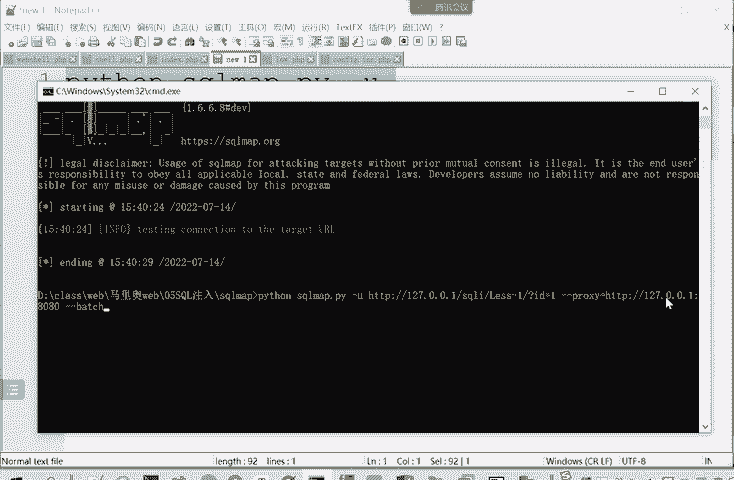 *new 1 - Notepad++
腾讯会议
文件(F) 编辑(E) 搜索(S) 视图(V) 编码(N) 语言(L) 设置(T) 工具(O) 宏(M) 运行(R) TextFX 插件(P) 窗口(W) ?
new 1
1 python sqlmap.py -u
C:\Windows\System32\cmd.exe
{1.6.6.8#dev}
https://sqlmap.org
[!] legal disclaimer: Usage of sqlmap for attacking targets without prior mutual consent is illegal. It is the end user'
s responsibility to obey all applicable local, state and federal laws. Developers assume no liability and are not respon
sible for any misuse or damage caused by this program
[*] starting @ 15:40:24 /2022-07-14/
[15:40:24] [INFO] testing connection to the target URL
[*] ending @ 15:40:29 /2022-07-14/
D:\class\web\马里奥web\03SQL注入\sqlmap>python sqlmap.py -u http://127.0.0.1/sqli/Less-1/?id=1 --proxy=http://127.0.0.1:
8080 --batch
Normal text file length : 92 lines : 1 Ln : 1 Col : 1 Sel : 92 | 1 Windows (CR LF) UTF-8 IN